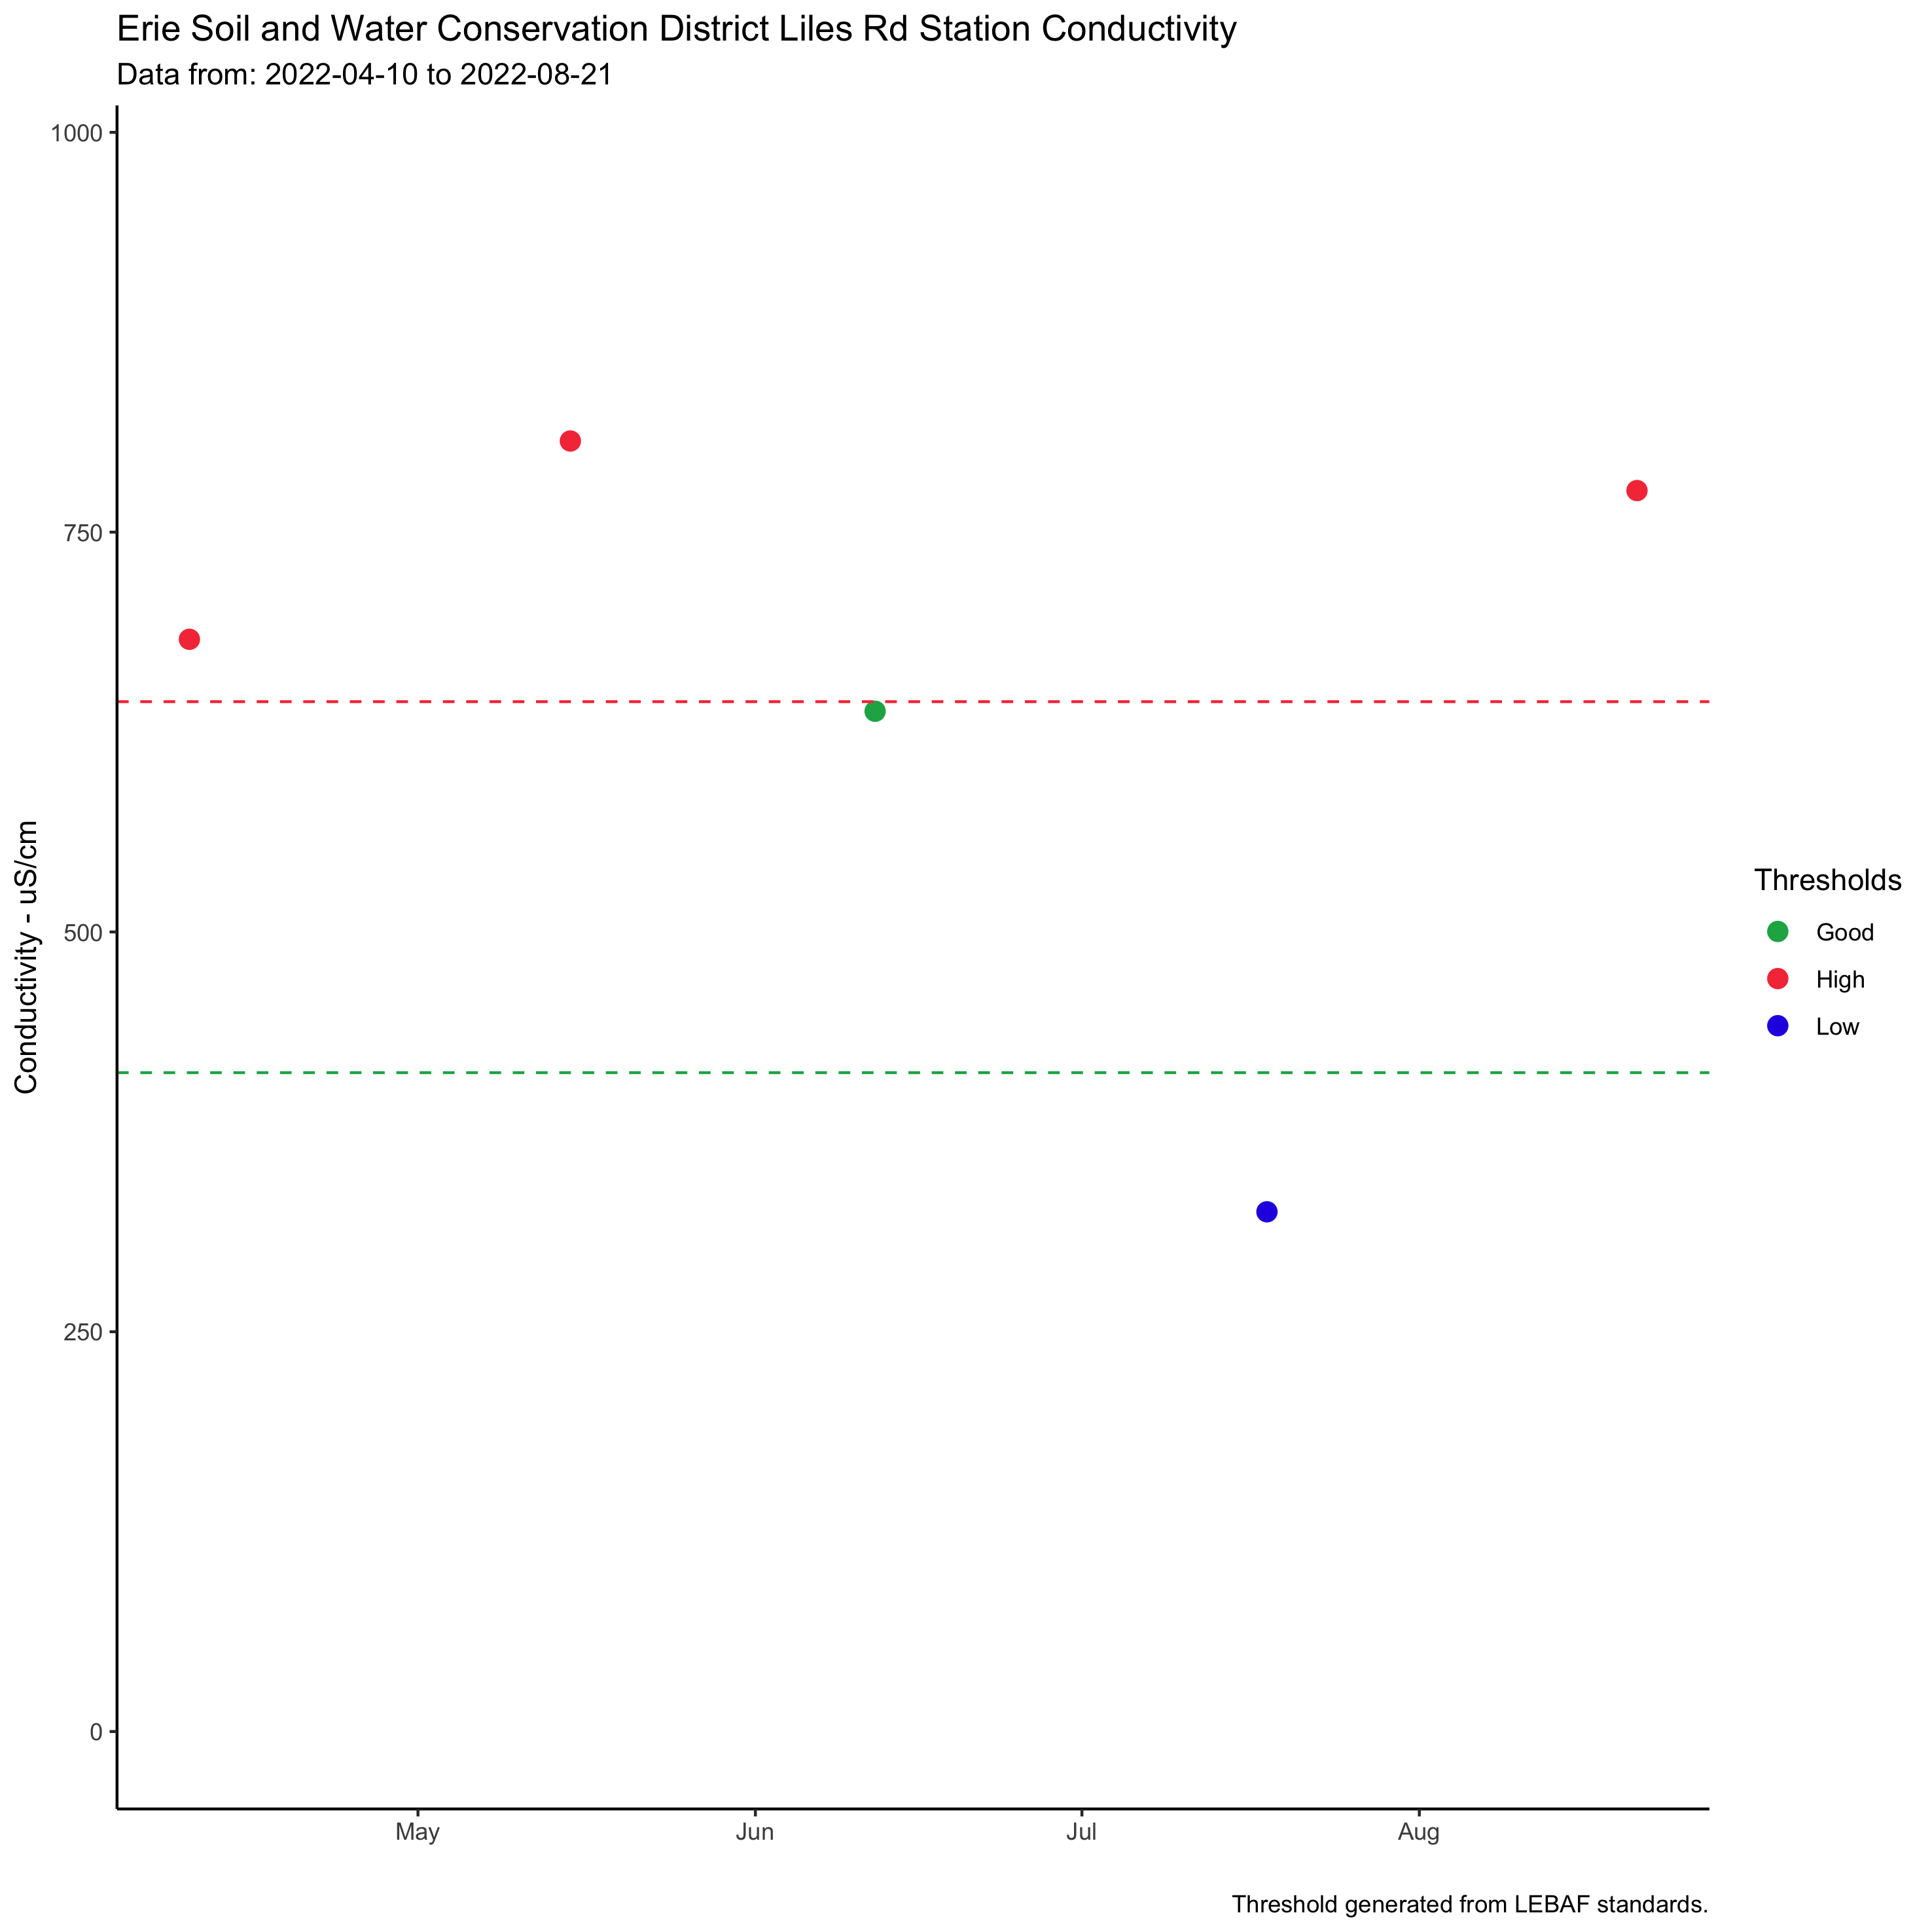 Erie Soil and Water Conservation District Liles Rd Station Conductivity
Data from: 2022-04-10 to 2022-08-21
1000
750
500
250
0
Conductivity - uS/cm
May Jun Jul Aug
Thresholds
Good
High
Low
Threshold generated from LEBAF standards.